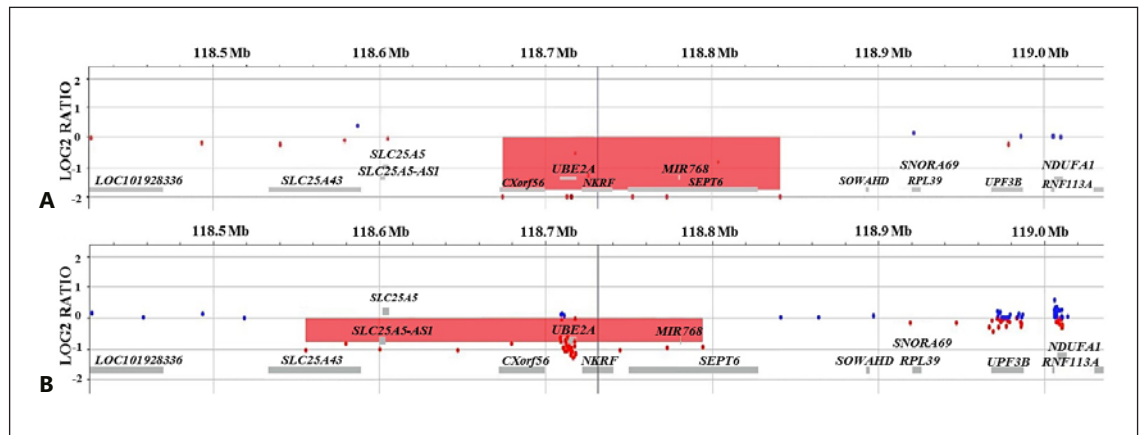 118.5 Mb 118.6 Mb 118.7 Mb 118.8 Mb 118.9 Mb 119.0 Mb
LOG2 RATIO
2
1
0
-1
-2
SLC25A5
SLC25A5-AS1
UBE2A
MIR768
SNORA69
NDUFA1
LOC101928336
SLC25A43
CXorf56
NKRF
SEPT6
SOWAHD
RPL39
UPF3B
RNF113A
A
118.5 Mb 118.6 Mb 118.7 Mb 118.8 Mb 118.9 Mb 119.0 Mb
LOG2 RATIO
2
1
0
-1
-2
SLC25A5
SLC25A5-AS1
UBE2A
MIR768
SNORA69
NDUFA1
LOC101928336
SLC25A43
CXorf56
NKRF
SEPT6
SOWAHD
RPL39
UPF3B
RNF113A
B